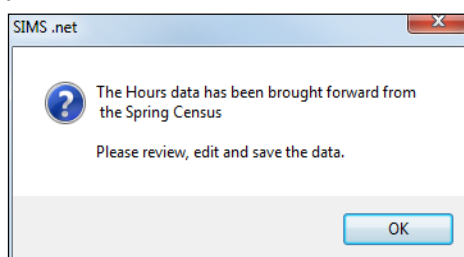 SIMS .net
The Hours data has been brought forward from
the Spring Census
Please review, edit and save the data.
OK